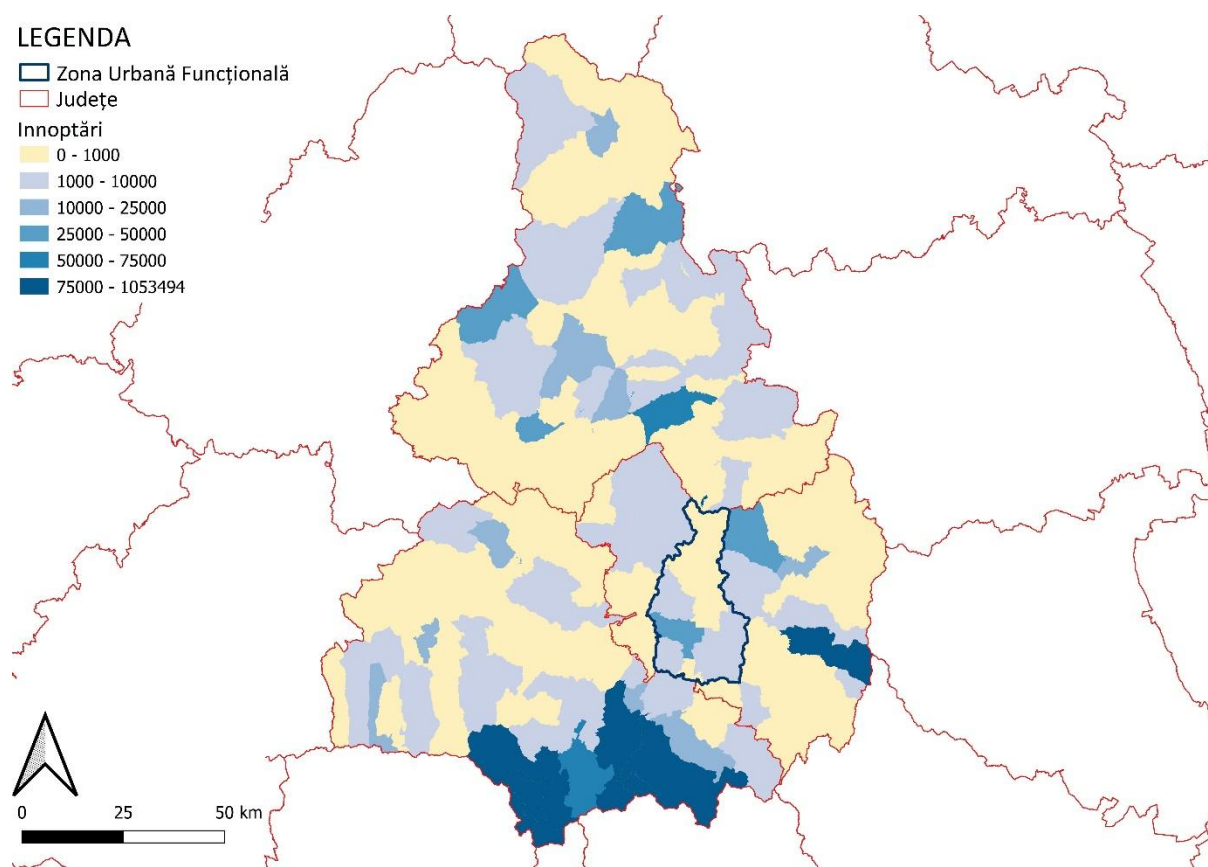 LEGENDA
Zona Urbană Funcțională
Județe
Innoptări
0 - 1000
1000 - 10000
10000 - 25000
25000 - 50000
50000 - 75000
75000 - 1053494
0 25 50 km